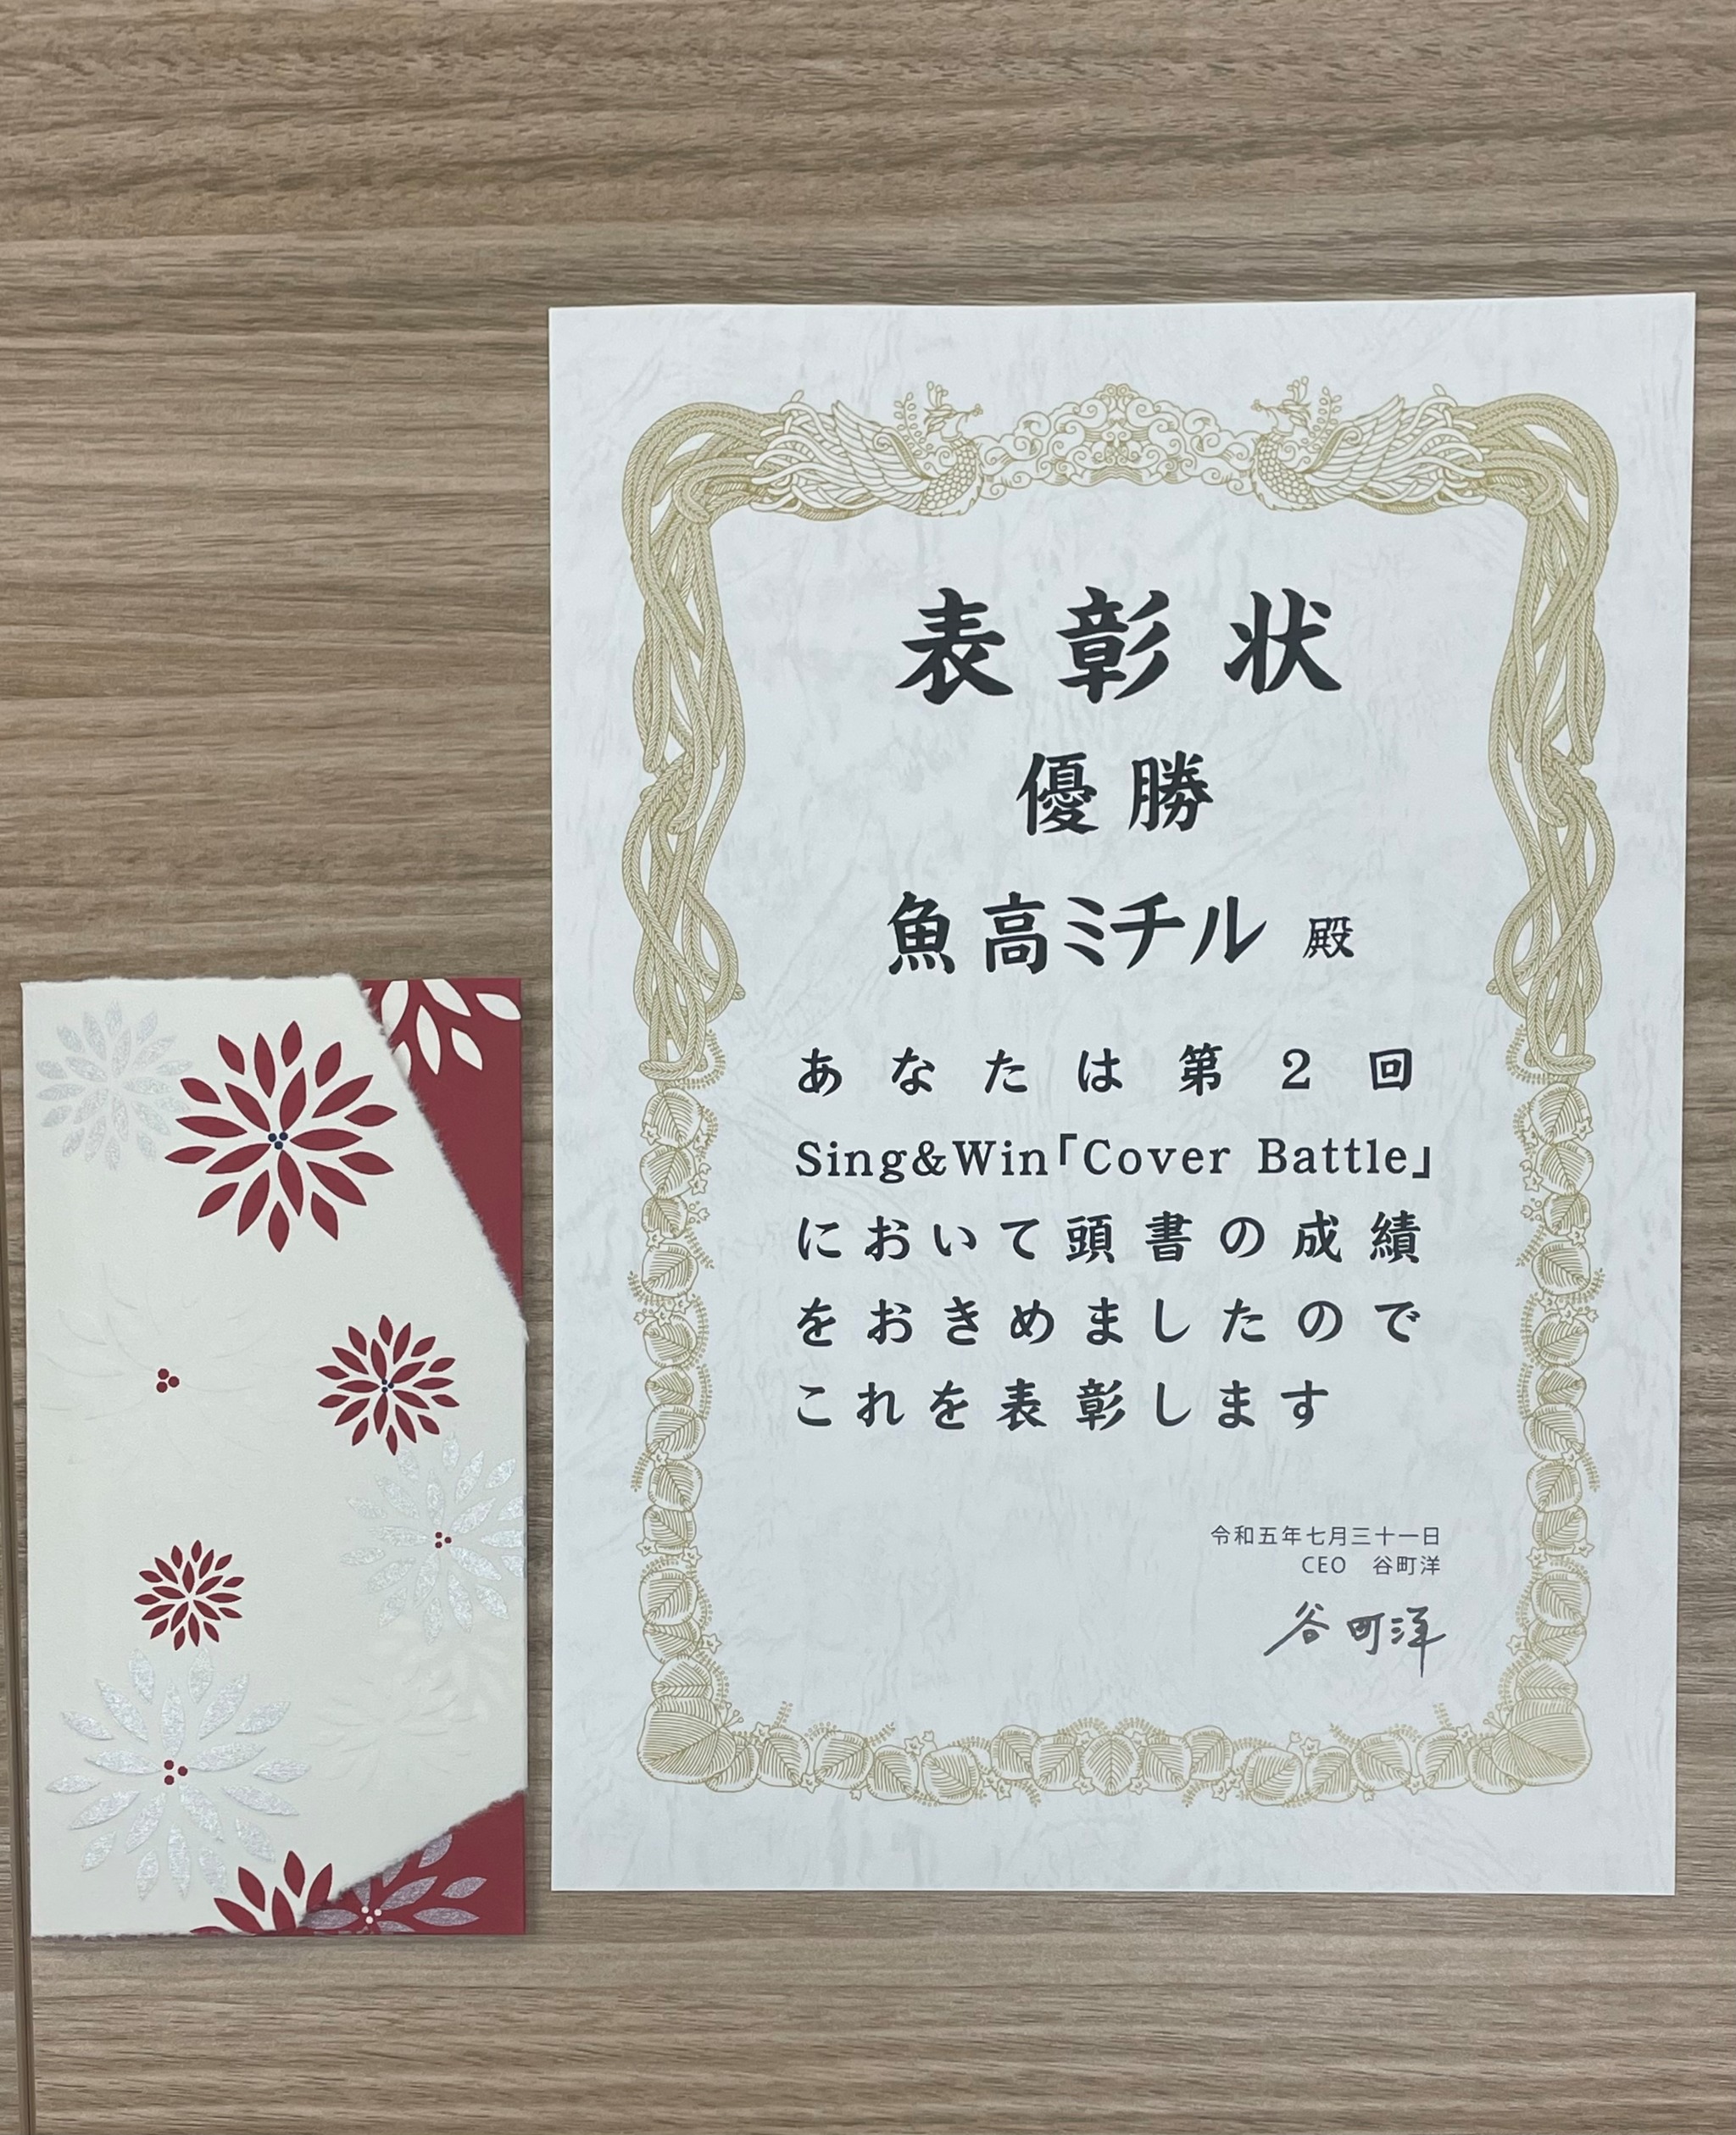 表彰状
優勝
魚高ミチル 殿
あなたは第2回
Sing&Win「Cover Battle」
において頭書の成績
をおきめましたので
これを表彰します
令和五年七月三十一日
CEO 谷町洋
谷町洋